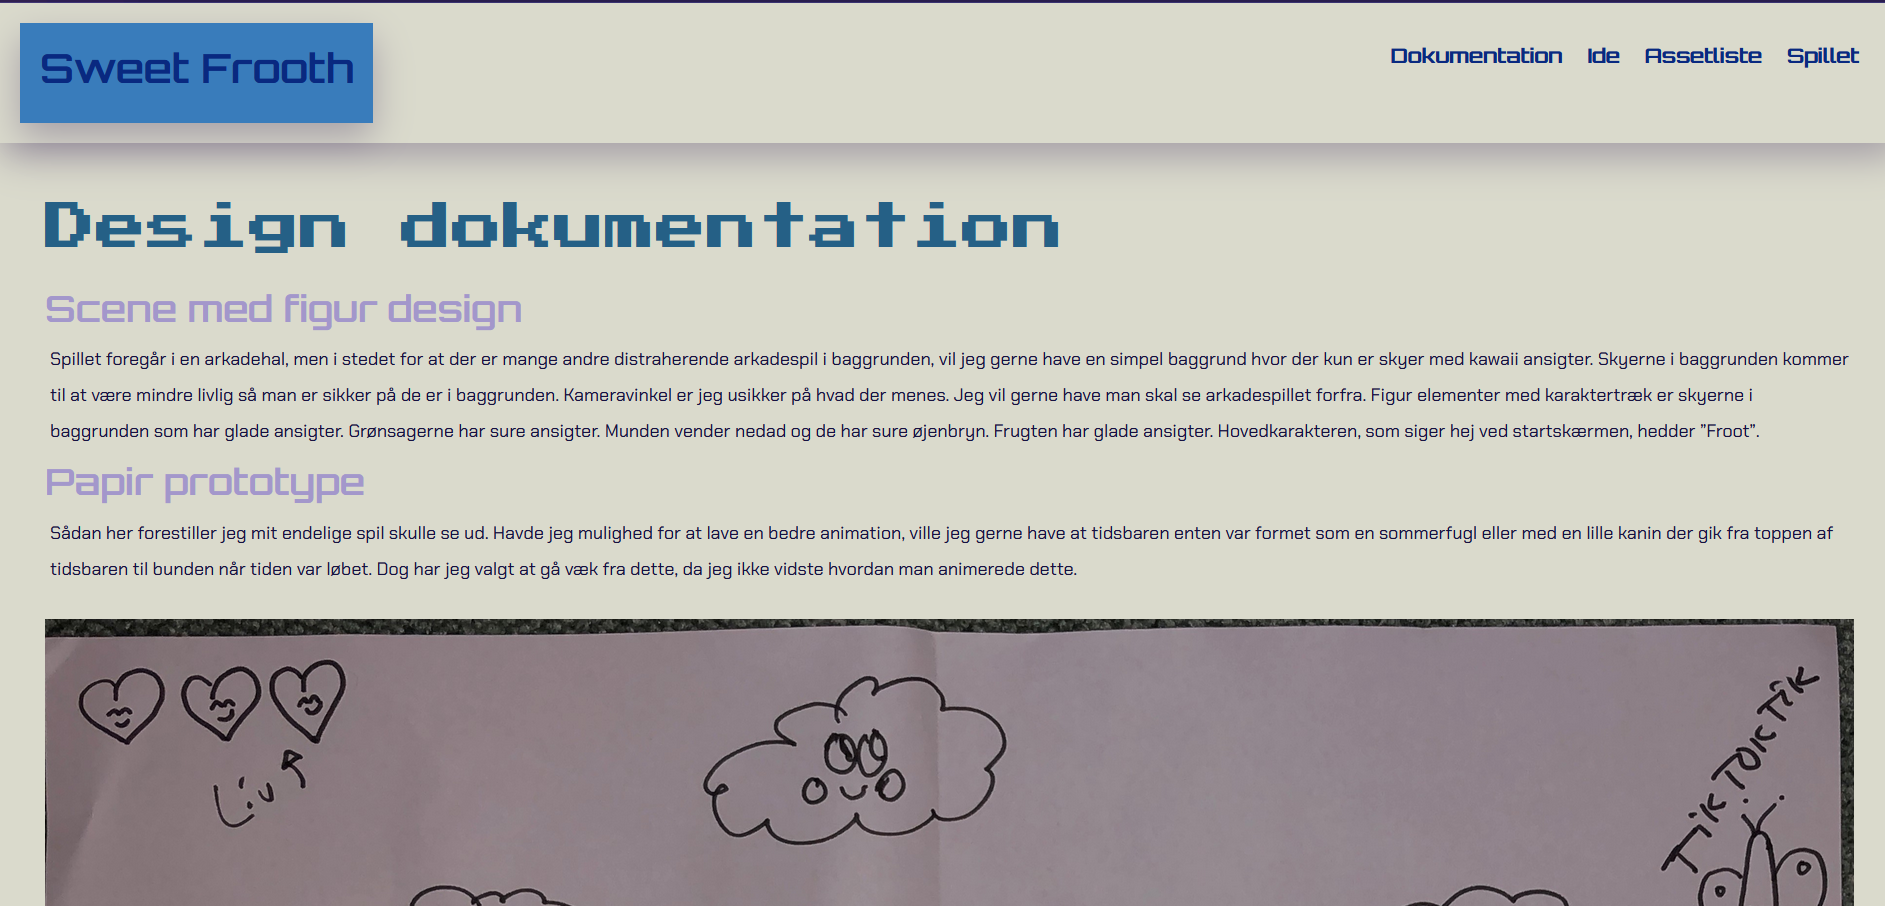 Sweet Frooth
Dokumentation Ide Assetliste Spillet
Design dokumentation
Scene med figur design
Spillet foregår i en arkadehal, men i stedet for at der er mange andre distraherende arkadespil i baggrunden, vil jeg gerne have en simpel baggrund hvor der kun er skyer med kawaii ansigter. Skyerne i baggrunden kommer
til at være mindre livlig så man er sikker på de er i baggrunden. Kameravinkel er jeg usikker på hvad der menes. Jeg vil gerne have man skal se arkadespillet forfra. Figur elementer med karaktertræk er skyerne i
baggrunden som har glade ansigter. Grønsagerne har sure ansigter. Munden vender nedad og de har sure øjenbryn. Frugten har glade ansigter. Hovedkarakteren, som siger hej ved startskærmen, hedder ”Froot”.
Papir prototype
Sådan her forestiller jeg mit endelige spil skulle se ud. Havde jeg mulighed for at lave en bedre animation, ville jeg gerne have at tidsbaren enten var formet som en sommerfugl eller med en lille kanin der gik fra toppen af
tidsbaren til bunden når tiden var løbet. Dog har jeg valgt at gå væk fra dette, da jeg ikke vidste hvordan man animerede dette.
Liv
TIK TOK TIK